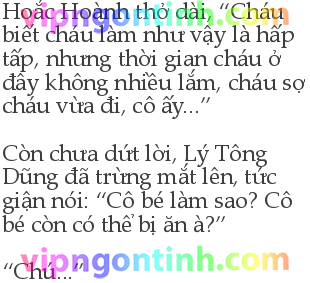 Hoắc Hoành thở dài, “Cháu
biết cháu làm như vậy là hấp
tấp, nhưng thời gian cháu ở
đây không nhiều lắm, cháu sợ
cháu vừa đi, cô ấy...”
Còn chưa dứt lời, Lý Tông
Dũng đã trừng mắt lên, tức
giận nói: “Cô bé làm sao? Cô
bé còn có thể bị ăn à?”
“Chú...”
vipngontinh.com
vipngontinh.com